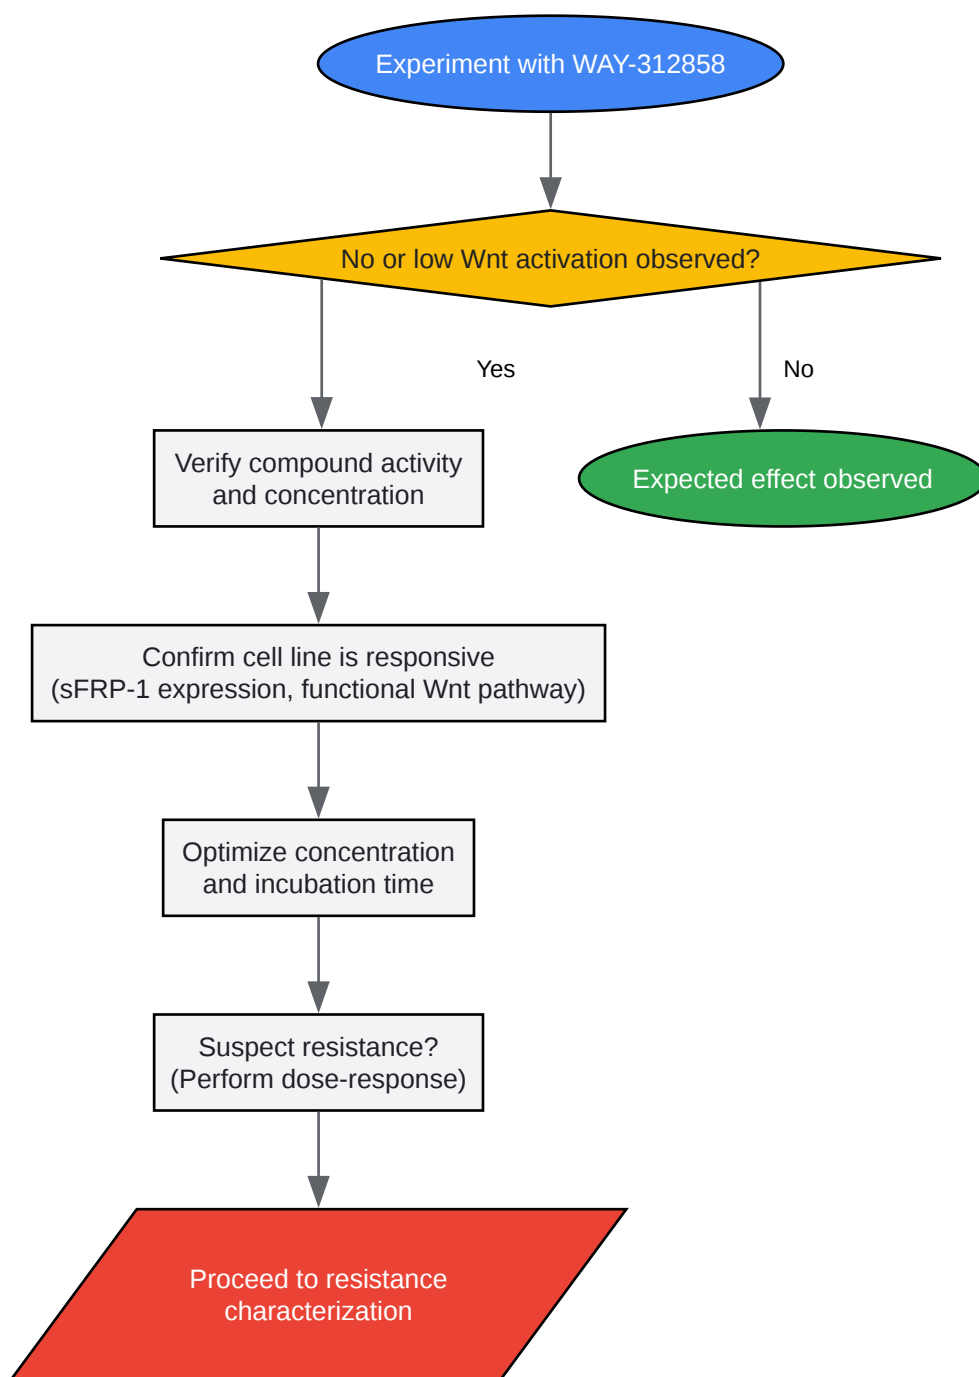 Experiment with WAY-312858
No or low Wnt activation observed?
Yes
No
Verify compound activity
and concentration
Expected effect observed
Confirm cell line is responsive
(sFRP-1 expression, functional Wnt pathway)
Optimize concentration
and incubation time
Suspect resistance?
(Perform dose-response)
Proceed to resistance
characterization